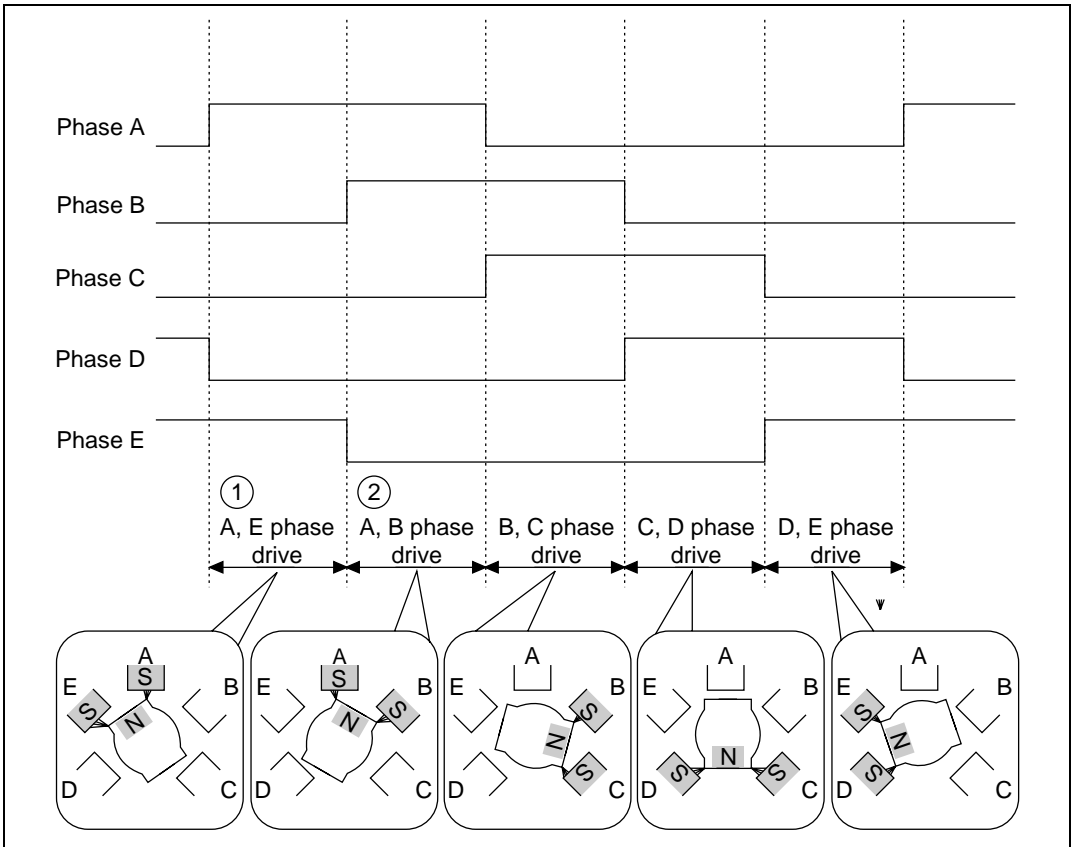 Phase A
Phase B
Phase C
Phase D
Phase E
1 2
A, E phase drive
A, B phase drive
B, C phase drive
C, D phase drive
D, E phase drive
A
S
E
B
S
N
D
C
A
S
E
B
S
N
D
C
A
E
B
S
N
S
D
C
A
E
B
N
S
S
D
C
A
E
B
S
N
S
D
C